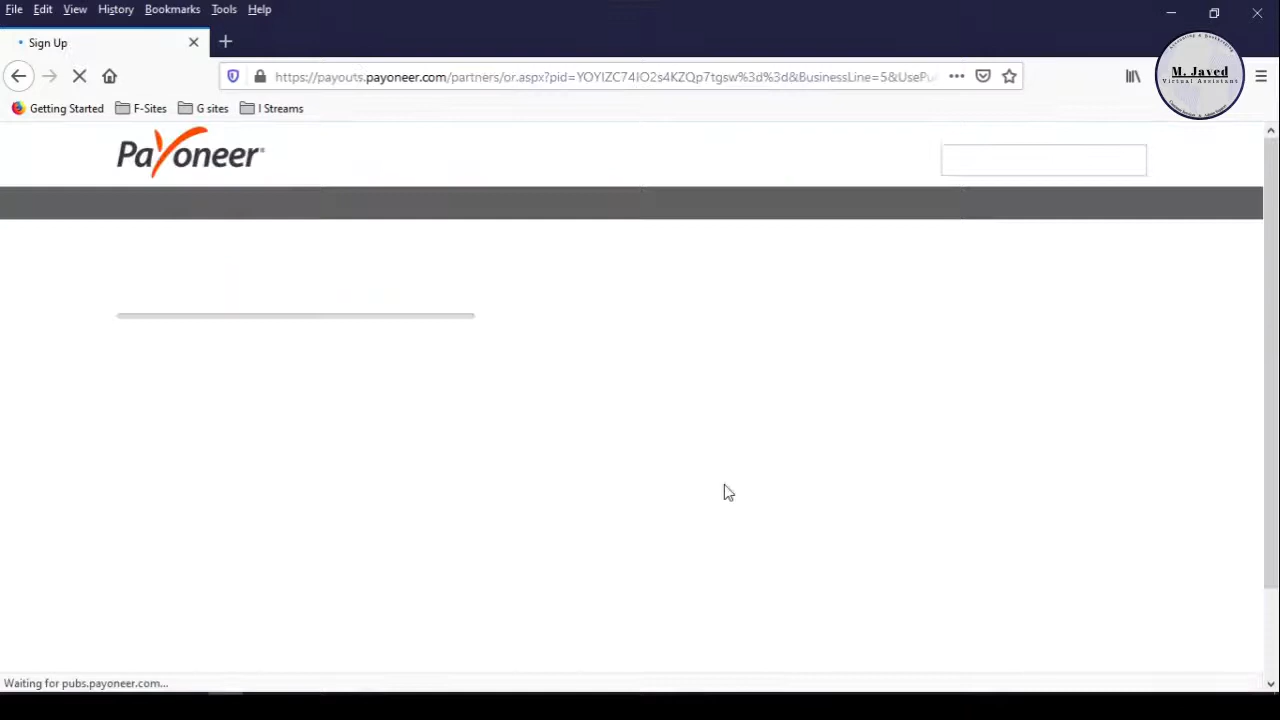 File Edit View History Bookmarks Tools Help
Sign Up
https://payouts.payoneer.com/partners/or.aspx?pid=YOYIZC74IO2s4KZQp7tgsw%3d%3d&BusinessLine=5&UsePu
M. Javed
Virtual Assistant
Getting Started F-Sites G sites I Streams
Payoneer
Waiting for pubs.payoneer.com...